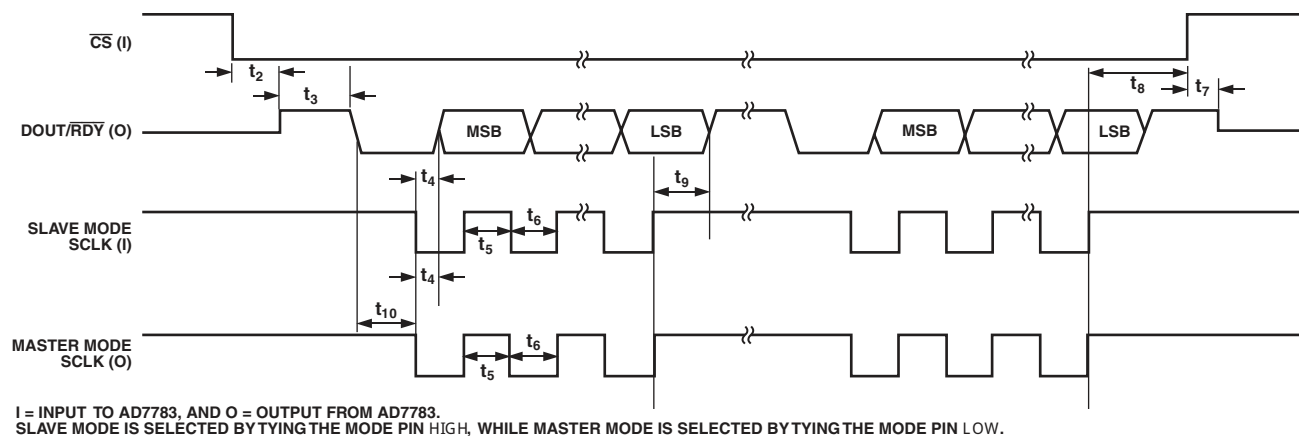 CS (I)
t2
t3
t8
t7
DOUT/RDY (O)
MSB
LSB
MSB
LSB
t4
t9
SLAVE MODE
SCLK (I)
t5
t6
t4
t10
MASTER MODE
SCLK (O)
t5
t6
I = INPUT TO AD7783, AND O = OUTPUT FROM AD7783.
SLAVE MODE IS SELECTED BY TYING THE MODE PIN HIGH, WHILE MASTER MODE IS SELECTED BY TYING THE MODE PIN LOW.